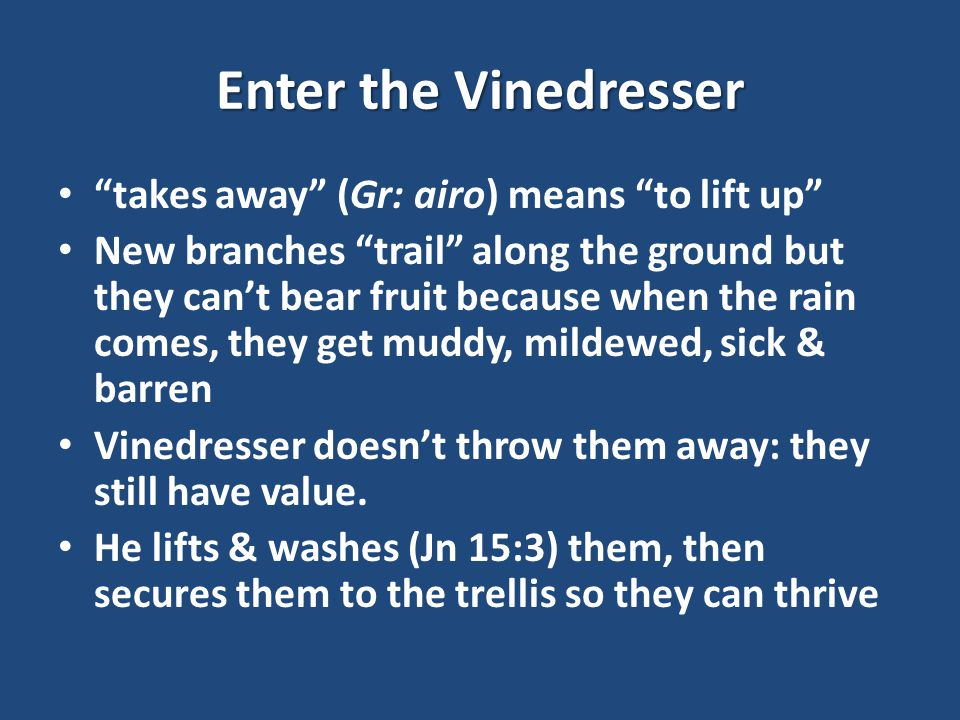 Enter the Vinedresser
• “takes away” (Gr: airo) means “to lift up”
• New branches “trail” along the ground but
they can’t bear fruit because when the rain
comes, they get muddy, mildewed, sick &
barren
• Vinedresser doesn’t throw them away: they
still have value.
• He lifts & washes (Jn 15:3) them, then
secures them to the trellis so they can thrive